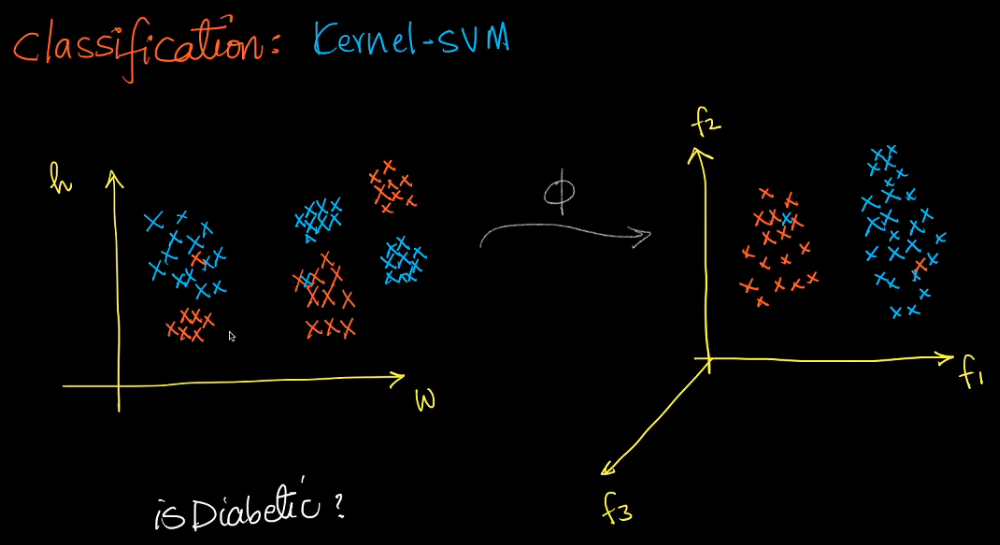 Classification: Kernel-SVM
h
W
ϕ
f2
f1
f3
isDiabetic?